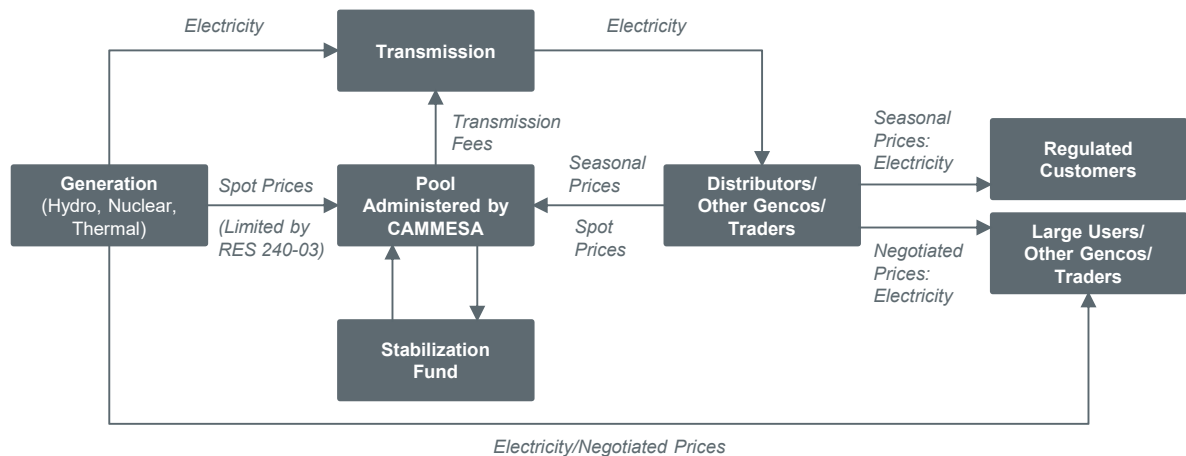 Electricity
Transmission
Electricity
Transmission
Fees
Seasonal
Prices:
Electricity
Regulated
Customers
Generation
(Hydro, Nuclear,
Thermal)
Spot Prices
(Limited by
RES 240-03)
Pool
Administered by
CAMMESA
Seasonal
Prices
Spot
Prices
Distributors/
Other Gencos/
Traders
Negotiated
Prices:
Electricity
Large Users/
Other Gencos/
Traders
Stabilization
Fund
Electricity/Negotiated Prices